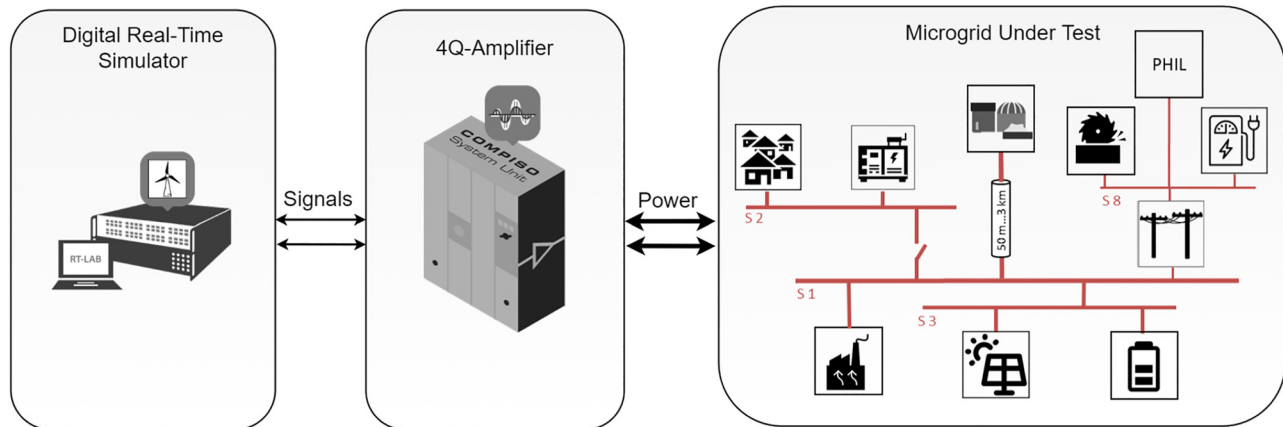 Digital Real-Time
Simulator
RT-LAB
Signals
4Q-Amplifier
COMPISO
System Unit
Power
Microgrid Under Test
PHIL
S 2
S 8
50 m...3 km
S 1
S 3